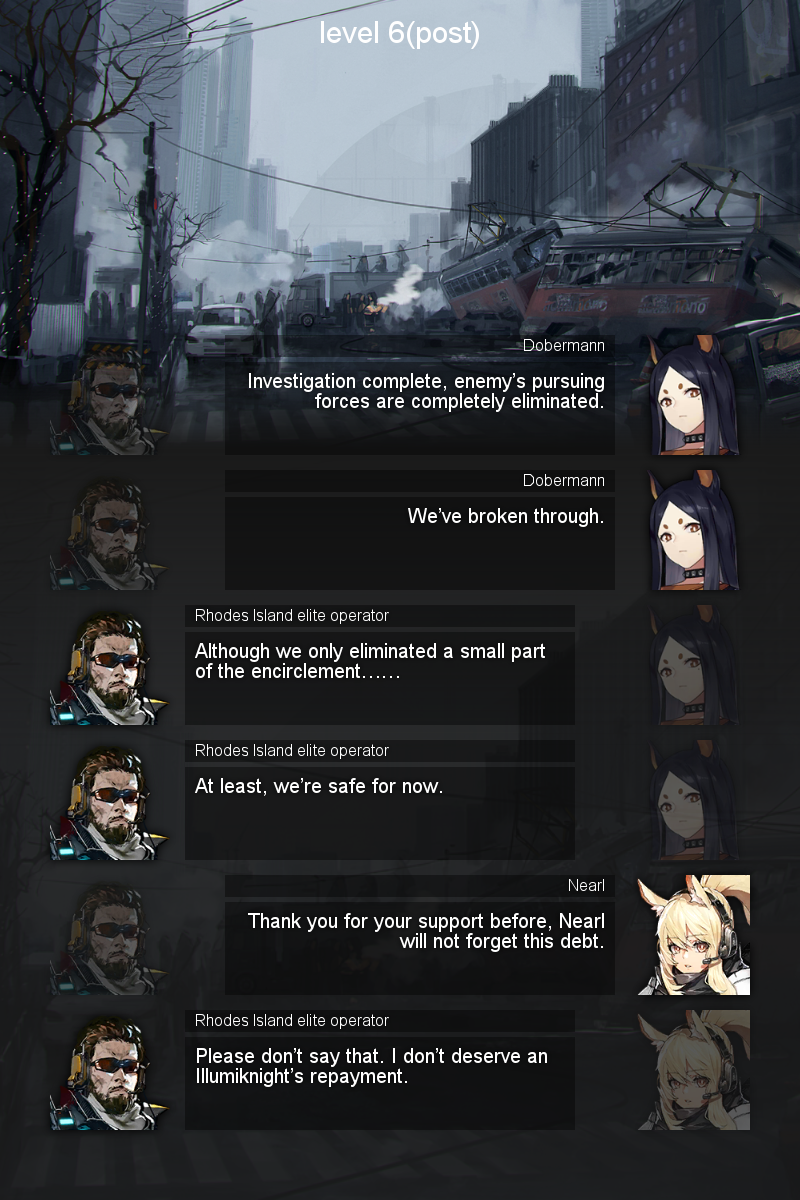 level 6(post)
Dobermann
Investigation complete, enemy's pursuing
forces are completely eliminated.
Dobermann
We've broken through.
Rhodes Island elite operator
Although we only eliminated a small part
of the encirclement……
Rhodes Island elite operator
At least, we're safe for now.
Nearl
Thank you for your support before, Nearl
will not forget this debt.
Rhodes Island elite operator
Please don't say that. I don't deserve an
Illumiknight's repayment.